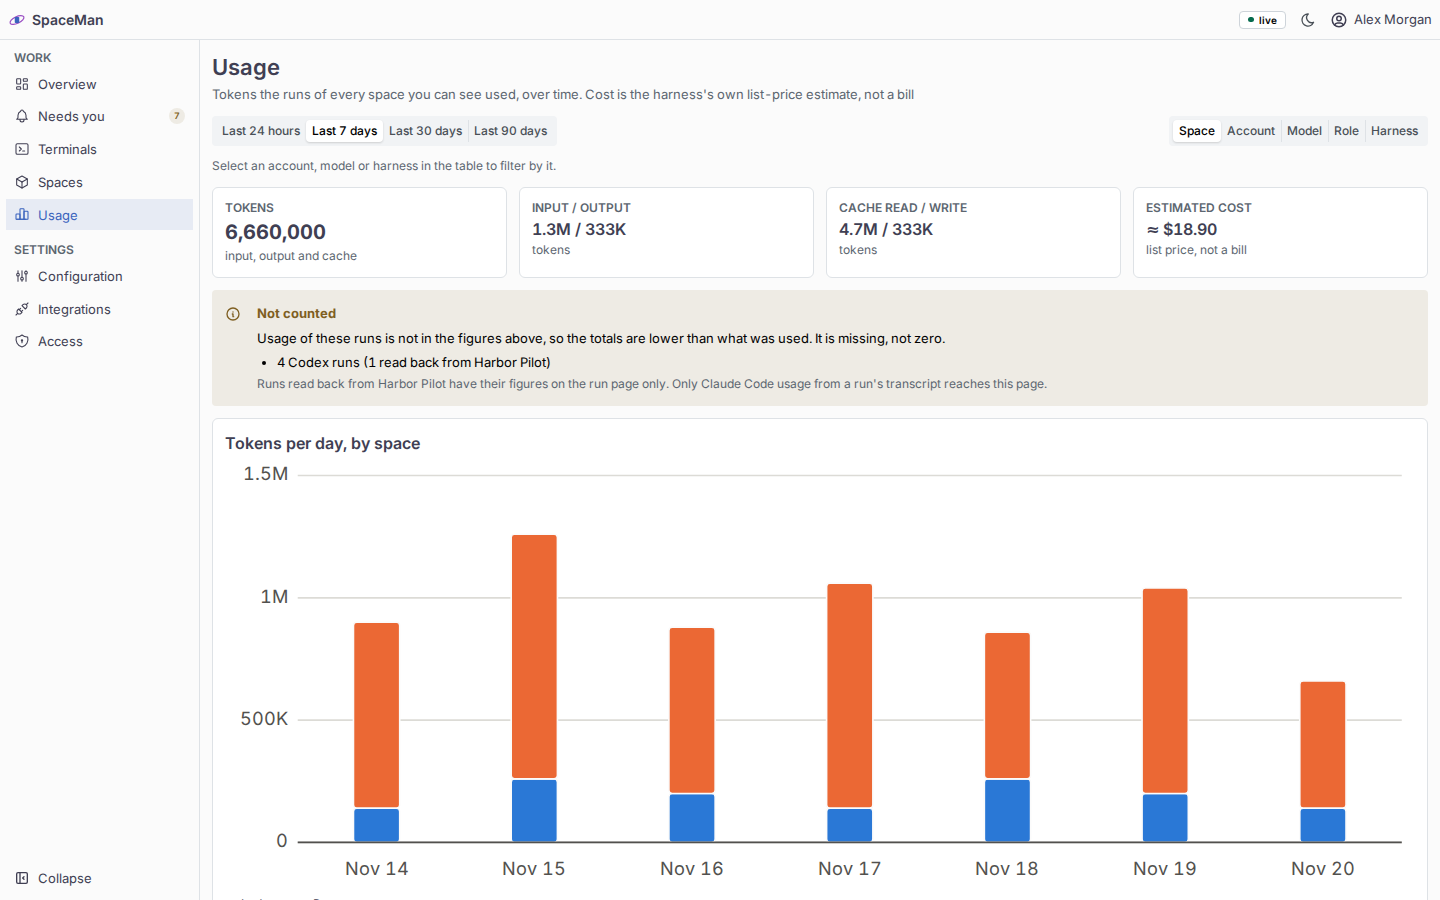 SpaceMan
live
Alex Morgan
WORK
Overview
Needs you
7
Terminals
Spaces
Usage
SETTINGS
Configuration
Integrations
Access
Collapse
Usage
Tokens the runs of every space you can see used, over time. Cost is the harness's own list-price estimate, not a bill
Last 24 hours
Last 7 days
Last 30 days
Last 90 days
Space
Account
Model
Role
Harness
Select an account, model or harness in the table to filter by it.
TOKENS
6,660,000
input, output and cache
INPUT / OUTPUT
1.3M / 333K
tokens
CACHE READ / WRITE
4.7M / 333K
tokens
ESTIMATED COST
≈ $18.90
list price, not a bill
Not counted
Usage of these runs is not in the figures above, so the totals are lower than what was used. It is missing, not zero.
• 4 Codex runs (1 read back from Harbor Pilot)
Runs read back from Harbor Pilot have their figures on the run page only. Only Claude Code usage from a run's transcript reaches this page.
Tokens per day, by space
1.5M
1M
500K
0
Nov 14
Nov 15
Nov 16
Nov 17
Nov 18
Nov 19
Nov 20